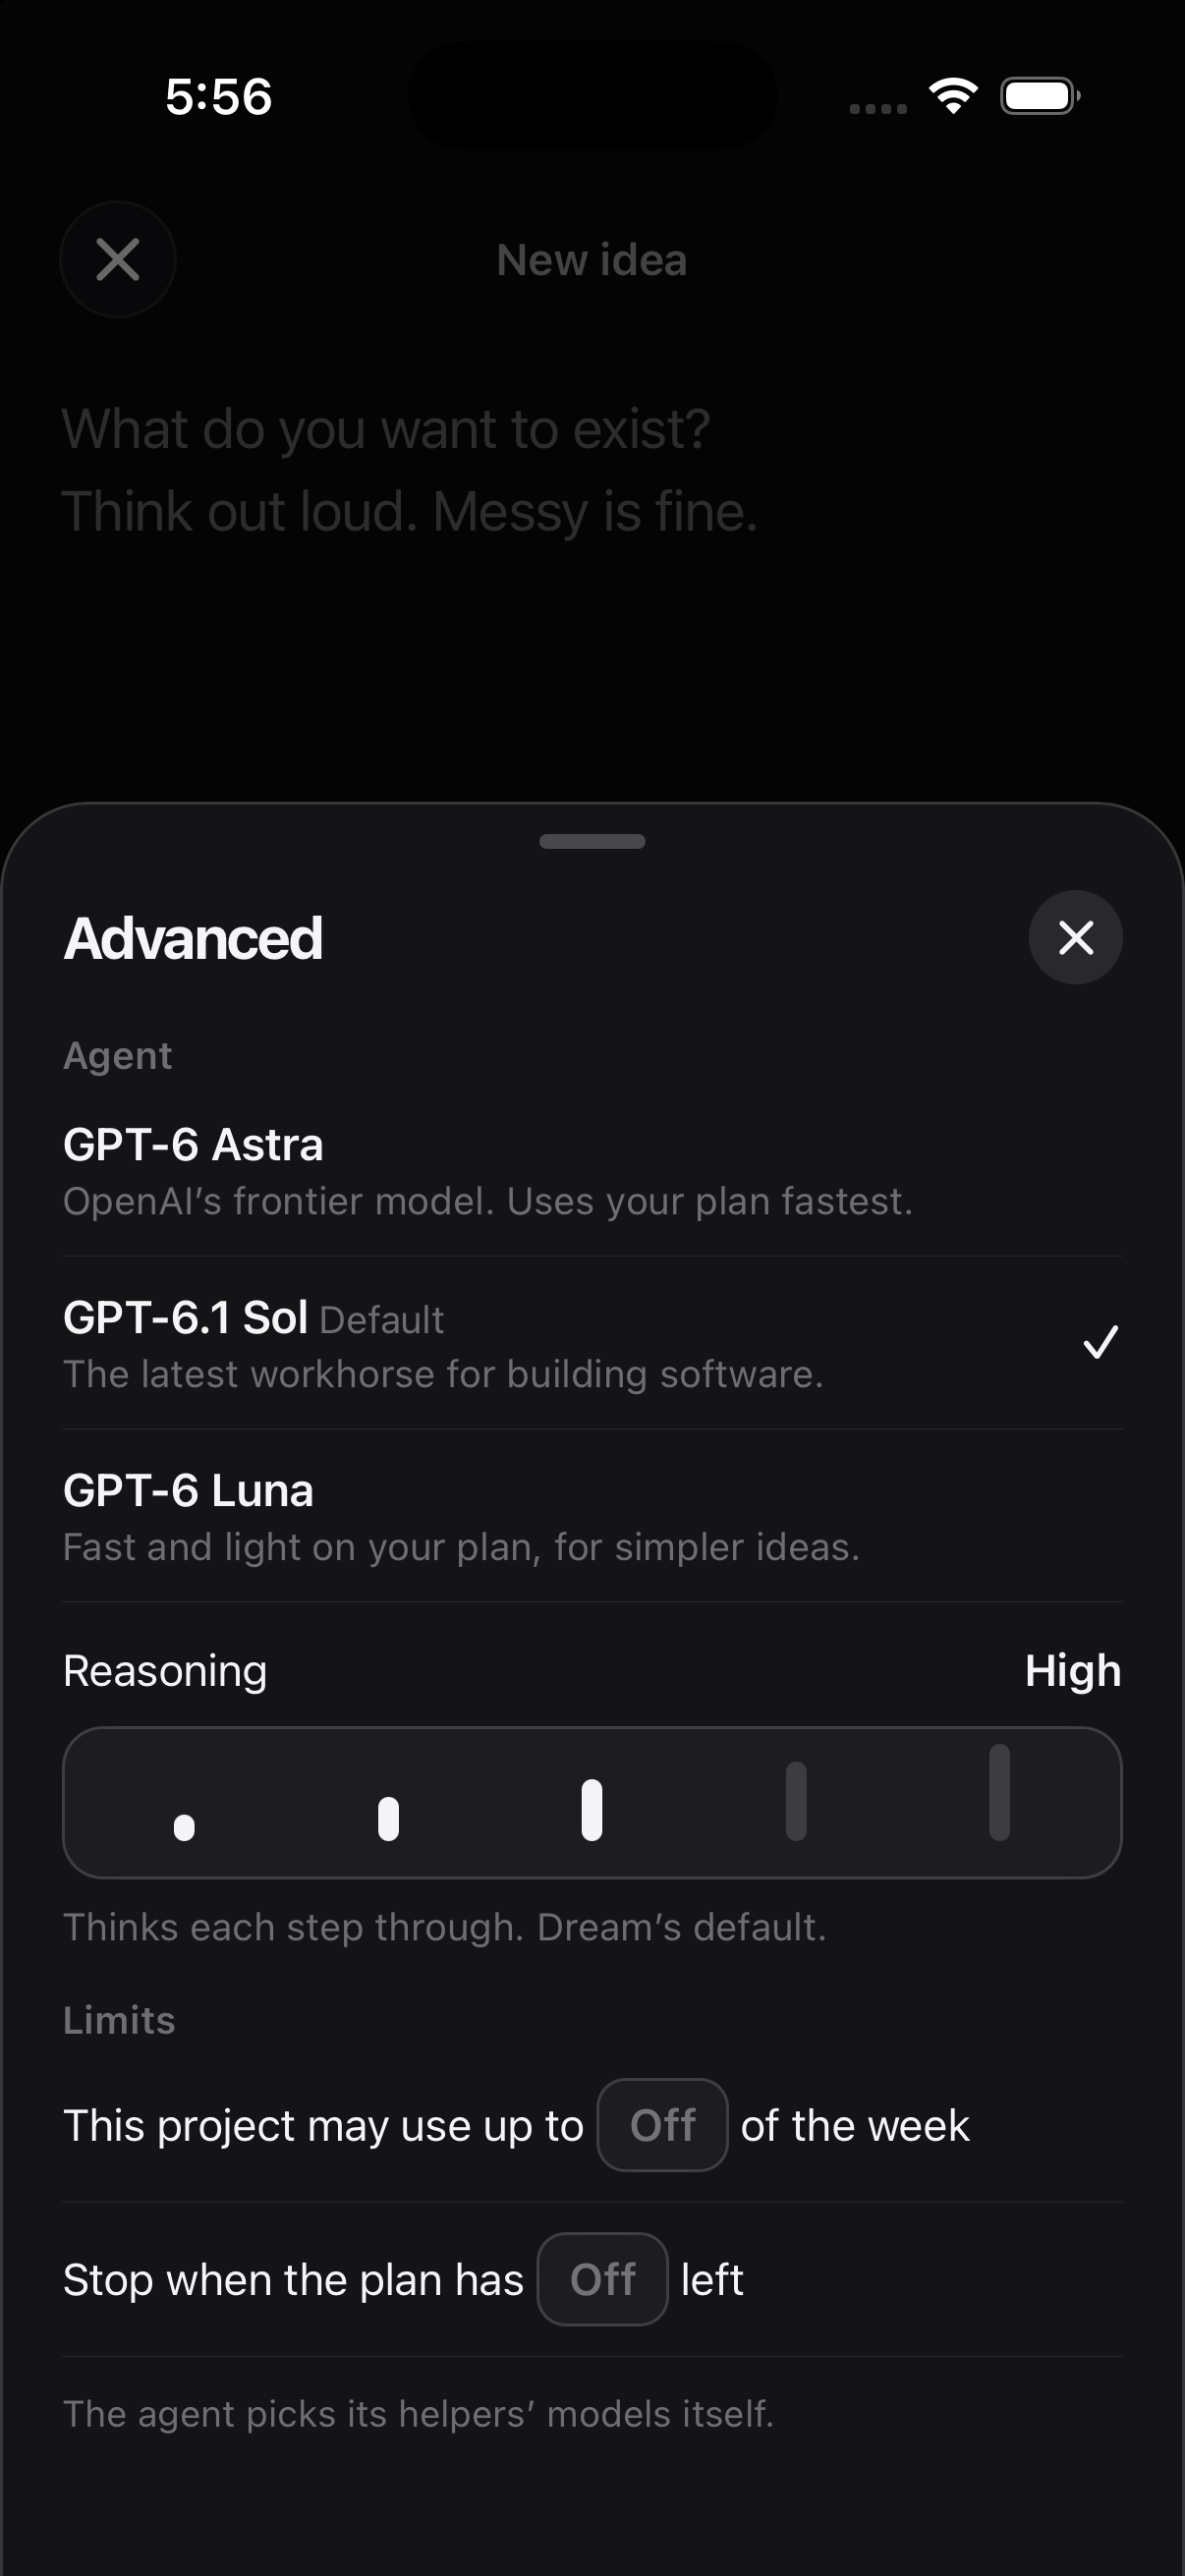 5:56
New idea
What do you want to exist?
Think out loud. Messy is fine.
Advanced
Agent
GPT-6 Astra
OpenAI’s frontier model. Uses your plan fastest.
GPT-6.1 Sol Default
The latest workhorse for building software.
GPT-6 Luna
Fast and light on your plan, for simpler ideas.
Reasoning High
Thinks each step through. Dream’s default.
Limits
This project may use up to Off of the week
Stop when the plan has Off left
The agent picks its helpers’ models itself.